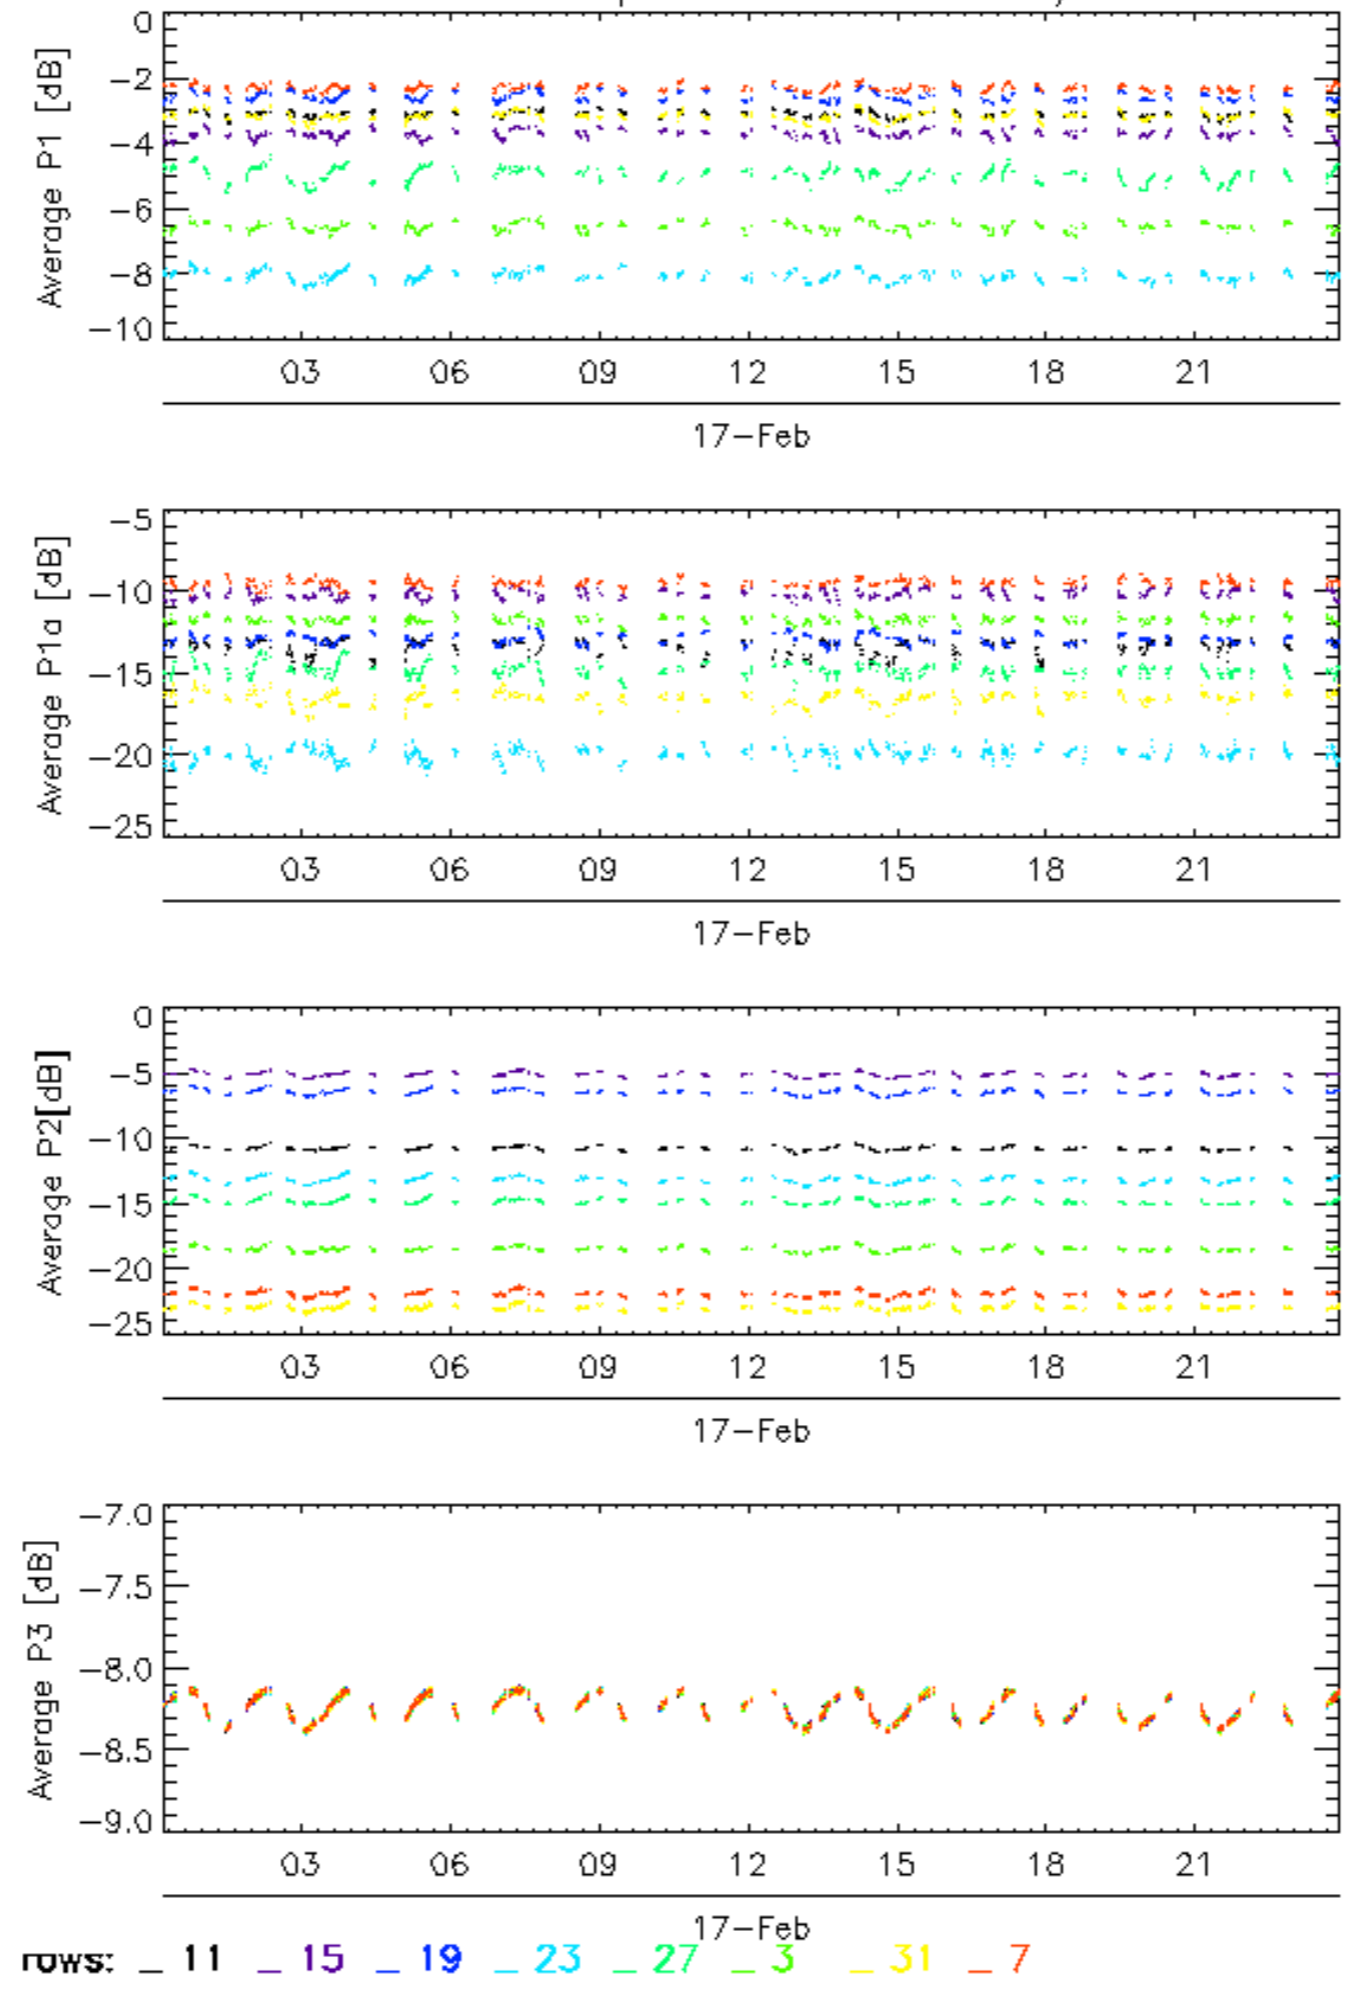 0
−2
−4
−6
−8
−10
Average P1 [dB]
03 06 09 12 15 18 21
17−Feb
−5
−10
−15
−20
−25
Average P1a [dB]
03 06 09 12 15 18 21
17−Feb
0
−5
−10
−15
−20
−25
Average P2[dB]
03 06 09 12 15 18 21
17−Feb
−7.0
−7.5
−8.0
−8.5
−9.0
Average P3 [dB]
03 06 09 12 15 18 21
17−Feb
rows: _ 11 _ 15 _ 19 _ 23 _ 27 _ 3 _ 31 _ 7